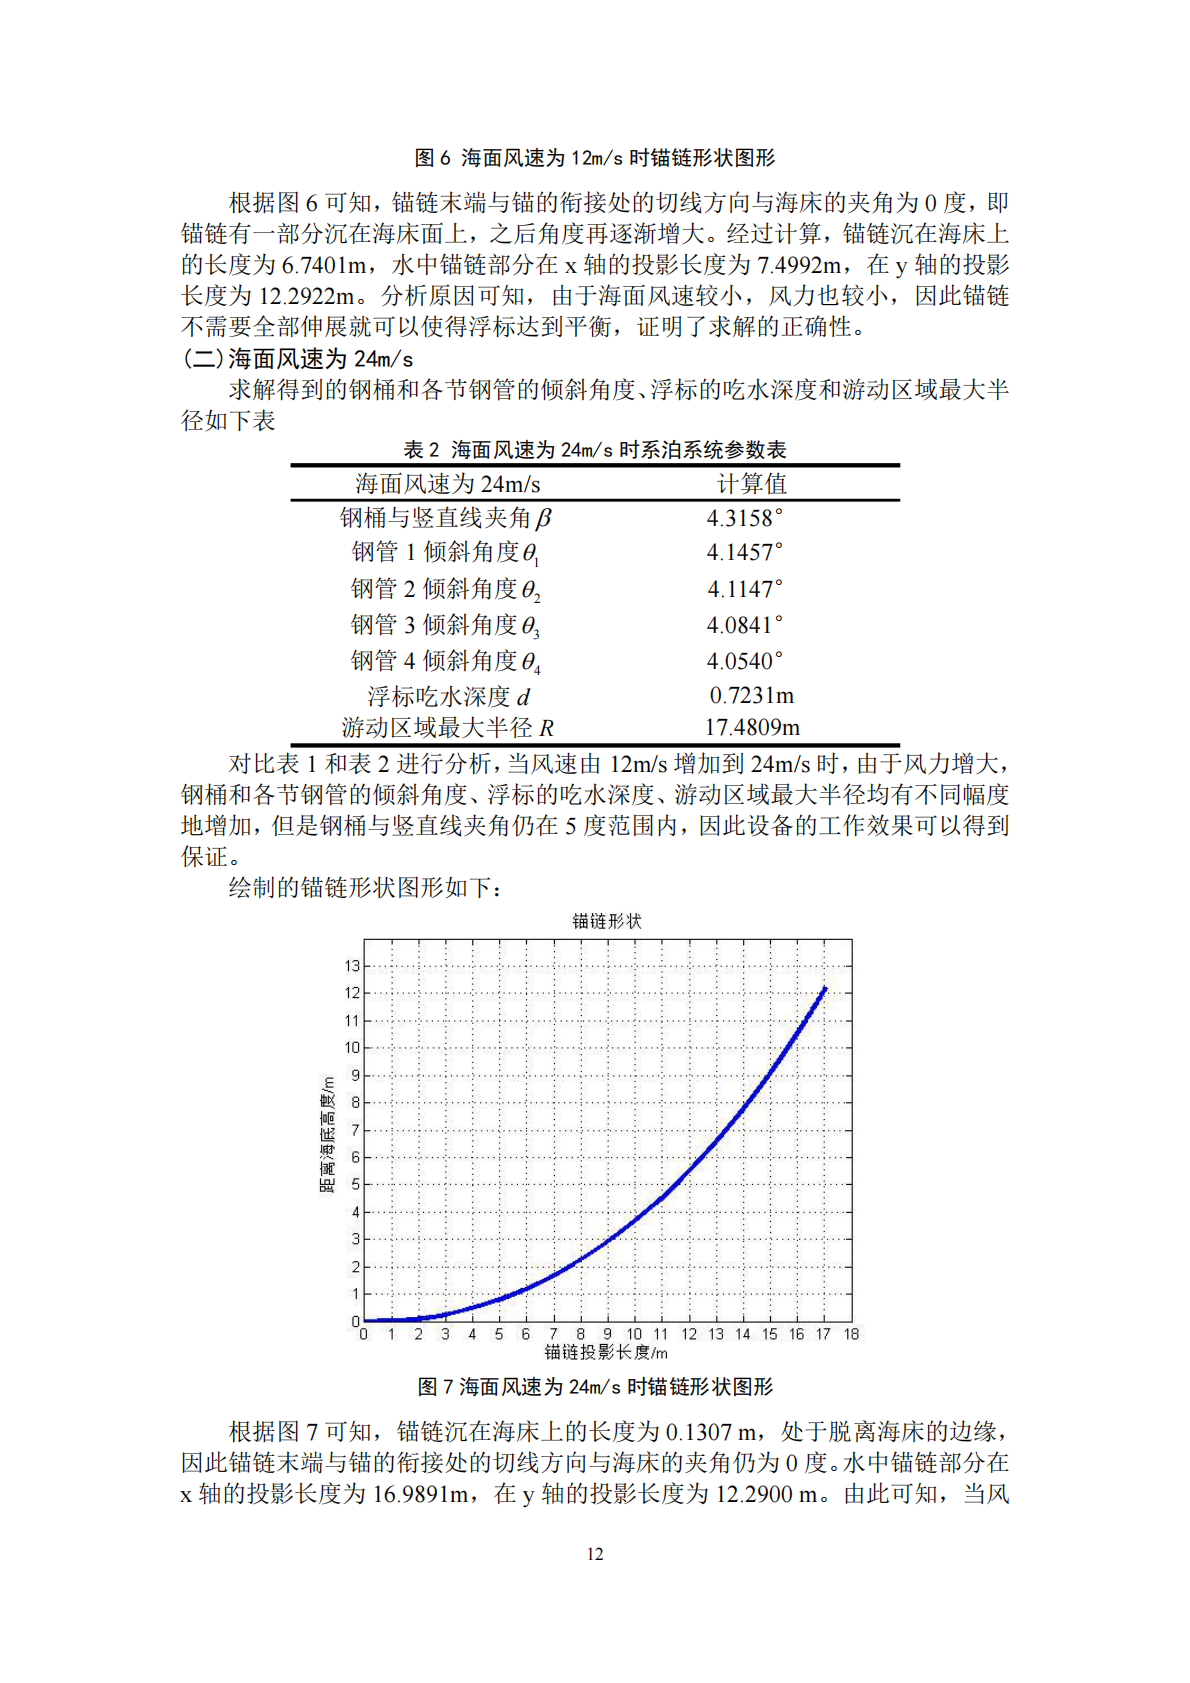 图 6 海面风速为 12m/s 时锚链形状图形
根据图 6 可知，锚链末端与锚的衔接处的切线方向与海床的夹角为 0 度，即
锚链有一部分沉在海床面上，之后角度再逐渐增大。经过计算，锚链沉在海床上
的长度为 6.7401m，水中锚链部分在 x 轴的投影长度为 7.4992m，在 y 轴的投影
长度为 12.2922m。分析原因可知，由于海面风速较小，风力也较小，因此锚链
不需要全部伸展就可以使得浮标达到平衡，证明了求解的正确性。
(二)海面风速为 24m/s
求解得到的钢桶和各节钢管的倾斜角度、浮标的吃水深度和游动区域最大半
径如下表
表 2 海面风速为 24m/s 时系泊系统参数表
海面风速为 24m/s 计算值
钢桶与竖直线夹角 β 4.3158°
钢管 1 倾斜角度 θ₁ 4.1457°
钢管 2 倾斜角度 θ₂ 4.1147°
钢管 3 倾斜角度 θ₃ 4.0841°
钢管 4 倾斜角度 θ₄ 4.0540°
浮标吃水深度 d 0.7231m
游动区域最大半径 R 17.4809m
对比表 1 和表 2 进行分析，当风速由 12m/s 增加到 24m/s 时，由于风力增大，
钢桶和各节钢管的倾斜角度、浮标的吃水深度、游动区域最大半径均有不同幅度
地增加，但是钢桶与竖直线夹角仍在 5 度范围内，因此设备的工作效果可以得到
保证。
绘制的锚链形状图形如下：
锚链形状
13
12
11
10
9
8
7
6
5
4
3
2
1
0
距离海底高度/m
0 1 2 3 4 5 6 7 8 9 10 11 12 13 14 15 16 17 18
锚链投影长度/m
图 7 海面风速为 24m/s 时锚链形状图形
根据图 7 可知，锚链沉在海床上的长度为 0.1307 m，处于脱离海床的边缘，
因此锚链末端与锚的衔接处的切线方向与海床的夹角仍为 0 度。水中锚链部分在
x 轴的投影长度为 16.9891m，在 y 轴的投影长度为 12.2900 m。由此可知，当风
12